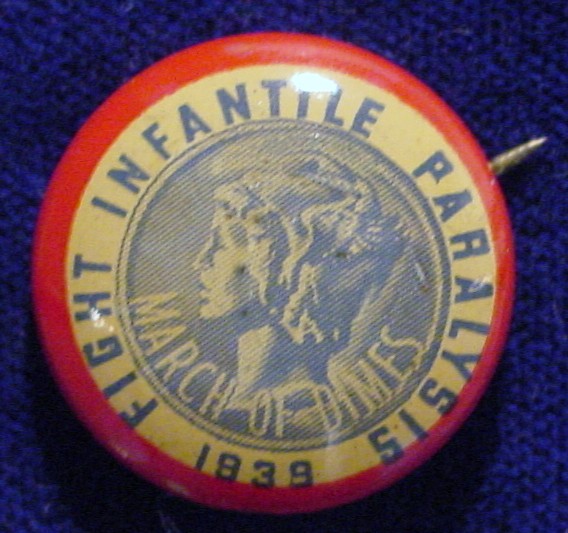 FIGHT INFANTILE PARALYSIS
MARCH OF DIMES
1939